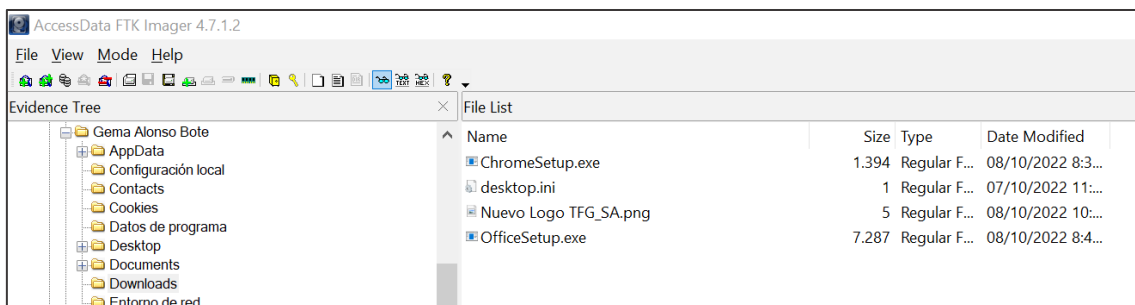 AccessData FTK Imager 4.7.1.2
File View Mode Help
TEXT HEX
Evidence Tree
File List
Gema Alonso Bote
AppData
Configuración local
Contacts
Cookies
Datos de programa
Desktop
Documents
Downloads
Entorno de red
Name Size Type Date Modified
ChromeSetup.exe 1.394 Regular F... 08/10/2022 8:3...
desktop.ini 1 Regular F... 07/10/2022 11:...
Nuevo Logo TFG_SA.png 5 Regular F... 08/10/2022 10:...
OfficeSetup.exe 7.287 Regular F... 08/10/2022 8:4...